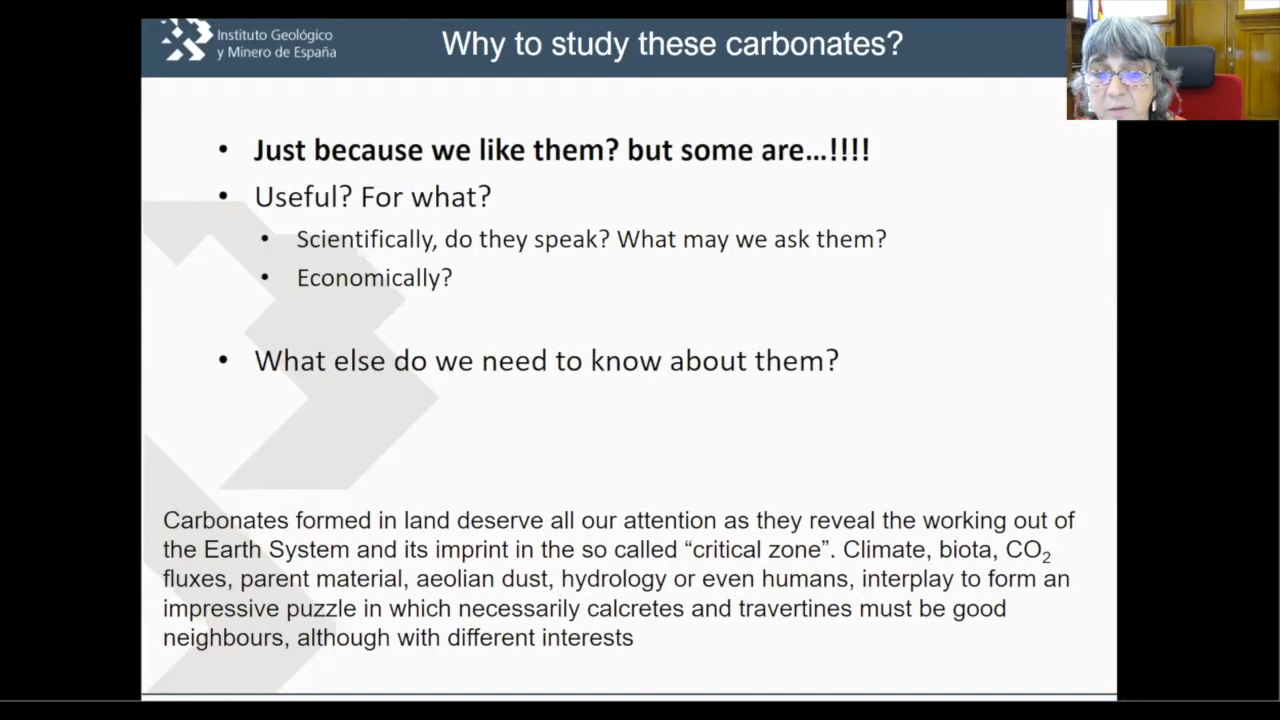 Instituto Geológico
y Minero de España
Why to study these carbonates?
• Just because we like them? but some are…!!!!
• Useful? For what?
• Scientifically, do they speak? What may we ask them?
• Economically?
• What else do we need to know about them?
Carbonates formed in land deserve all our attention as they reveal the working out of
the Earth System and its imprint in the so called “critical zone”. Climate, biota, CO₂
fluxes, parent material, aeolian dust, hydrology or even humans, interplay to form an
impressive puzzle in which necessarily calcretes and travertines must be good
neighbours, although with different interests